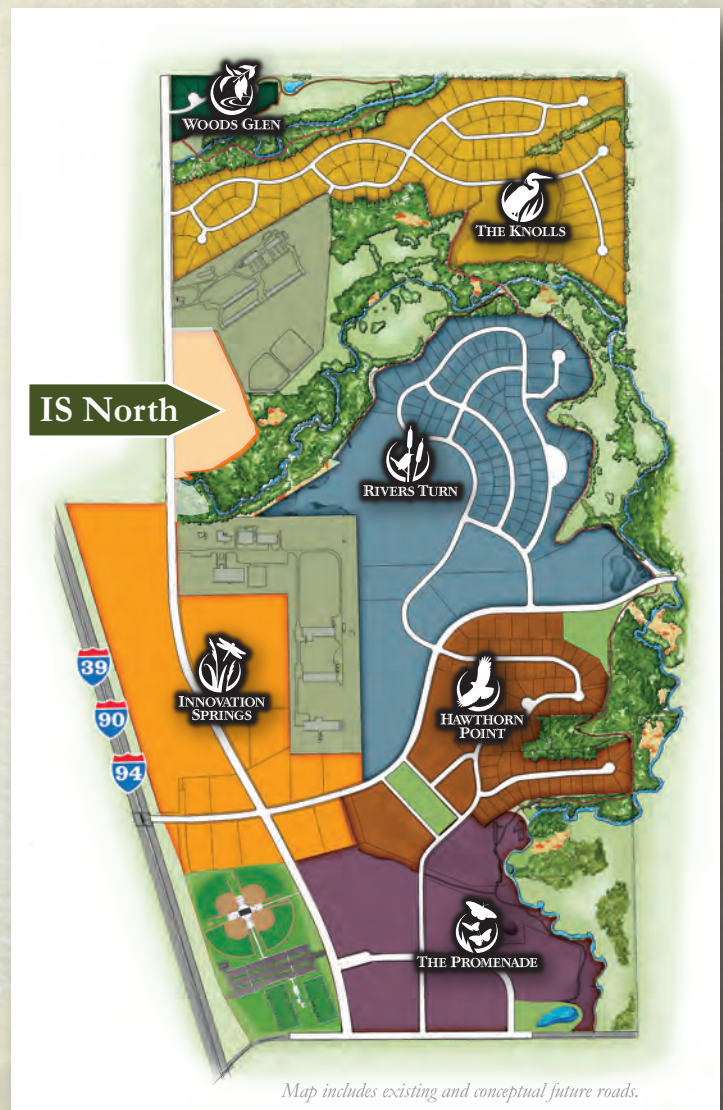 WOODS GLEN
THE KNOLLS
IS North
RIVERS TURN
39
90
94
INNOVATION
SPRINGS
HAWTHORN
POINT
THE PROMENADE
Map includes existing and conceptual future roads.